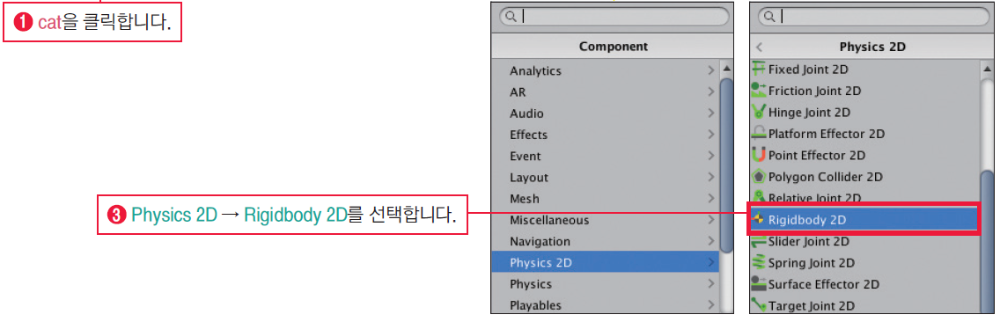 ❶ cat을 클릭합니다.
❸ Physics 2D → Rigidbody 2D를 선택합니다.
Component
Analytics
AR
Audio
Effects
Event
Layout
Mesh
Miscellaneous
Navigation
Physics 2D
Physics
Playables
Physics 2D
Fixed Joint 2D
Friction Joint 2D
Hinge Joint 2D
Platform Effector 2D
Point Effector 2D
Polygon Collider 2D
Relative Joint 2D
Rigidbody 2D
Slider Joint 2D
Spring Joint 2D
Surface Effector 2D
Target Joint 2D